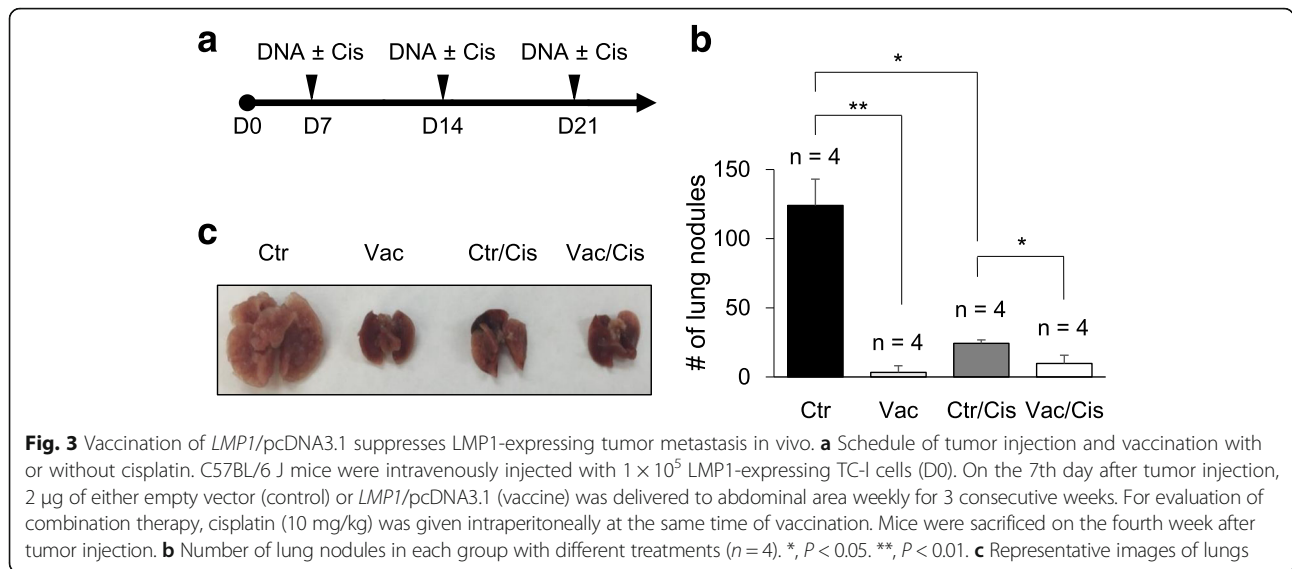 a
DNA ± Cis DNA ± Cis DNA ± Cis
D0 D7 D14 D21
b
*
**
n = 4
*
n = 4
n = 4
n = 4
# of lung nodules
150
100
50
0
Ctr Vac Ctr/Cis Vac/Cis
c
Ctr Vac Ctr/Cis Vac/Cis
Fig. 3 Vaccination of LMP1/pcDNA3.1 suppresses LMP1-expressing tumor metastasis in vivo. a Schedule of tumor injection and vaccination with
or without cisplatin. C57BL/6 J mice were intravenously injected with 1 × 10⁵ LMP1-expressing TC-I cells (D0). On the 7th day after tumor injection,
2 μg of either empty vector (control) or LMP1/pcDNA3.1 (vaccine) was delivered to abdominal area weekly for 3 consecutive weeks. For evaluation of
combination therapy, cisplatin (10 mg/kg) was given intraperitoneally at the same time of vaccination. Mice were sacrificed on the fourth week after
tumor injection. b Number of lung nodules in each group with different treatments (n = 4). *, P < 0.05. **, P < 0.01. c Representative images of lungs